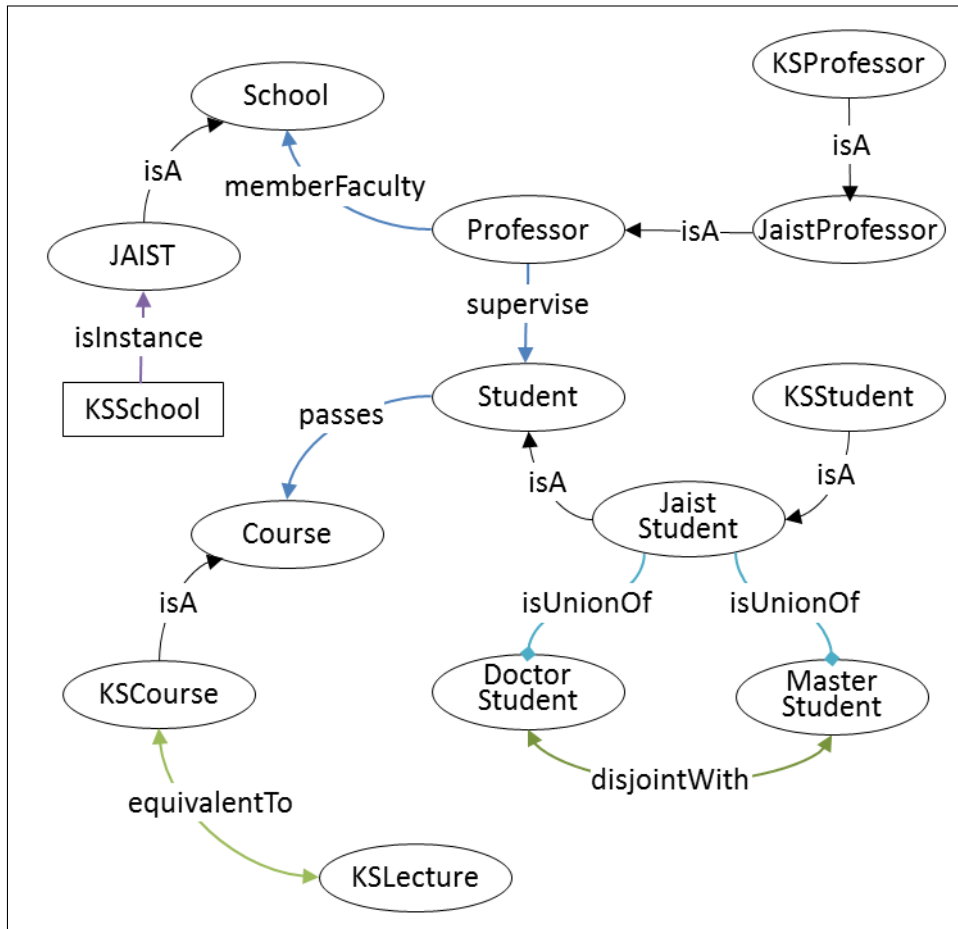 KSProfessor
School
isA
isA
memberFaculty
Professor
isA
JaistProfessor
JAIST
supervise
isInstance
KSSchool
Student
KSStudent
passes
isA
isA
Jaist
Student
Course
isA
isUnionOf
isUnionOf
Doctor
Student
Master
Student
KSCourse
disjointWith
equivalentTo
KSLecture